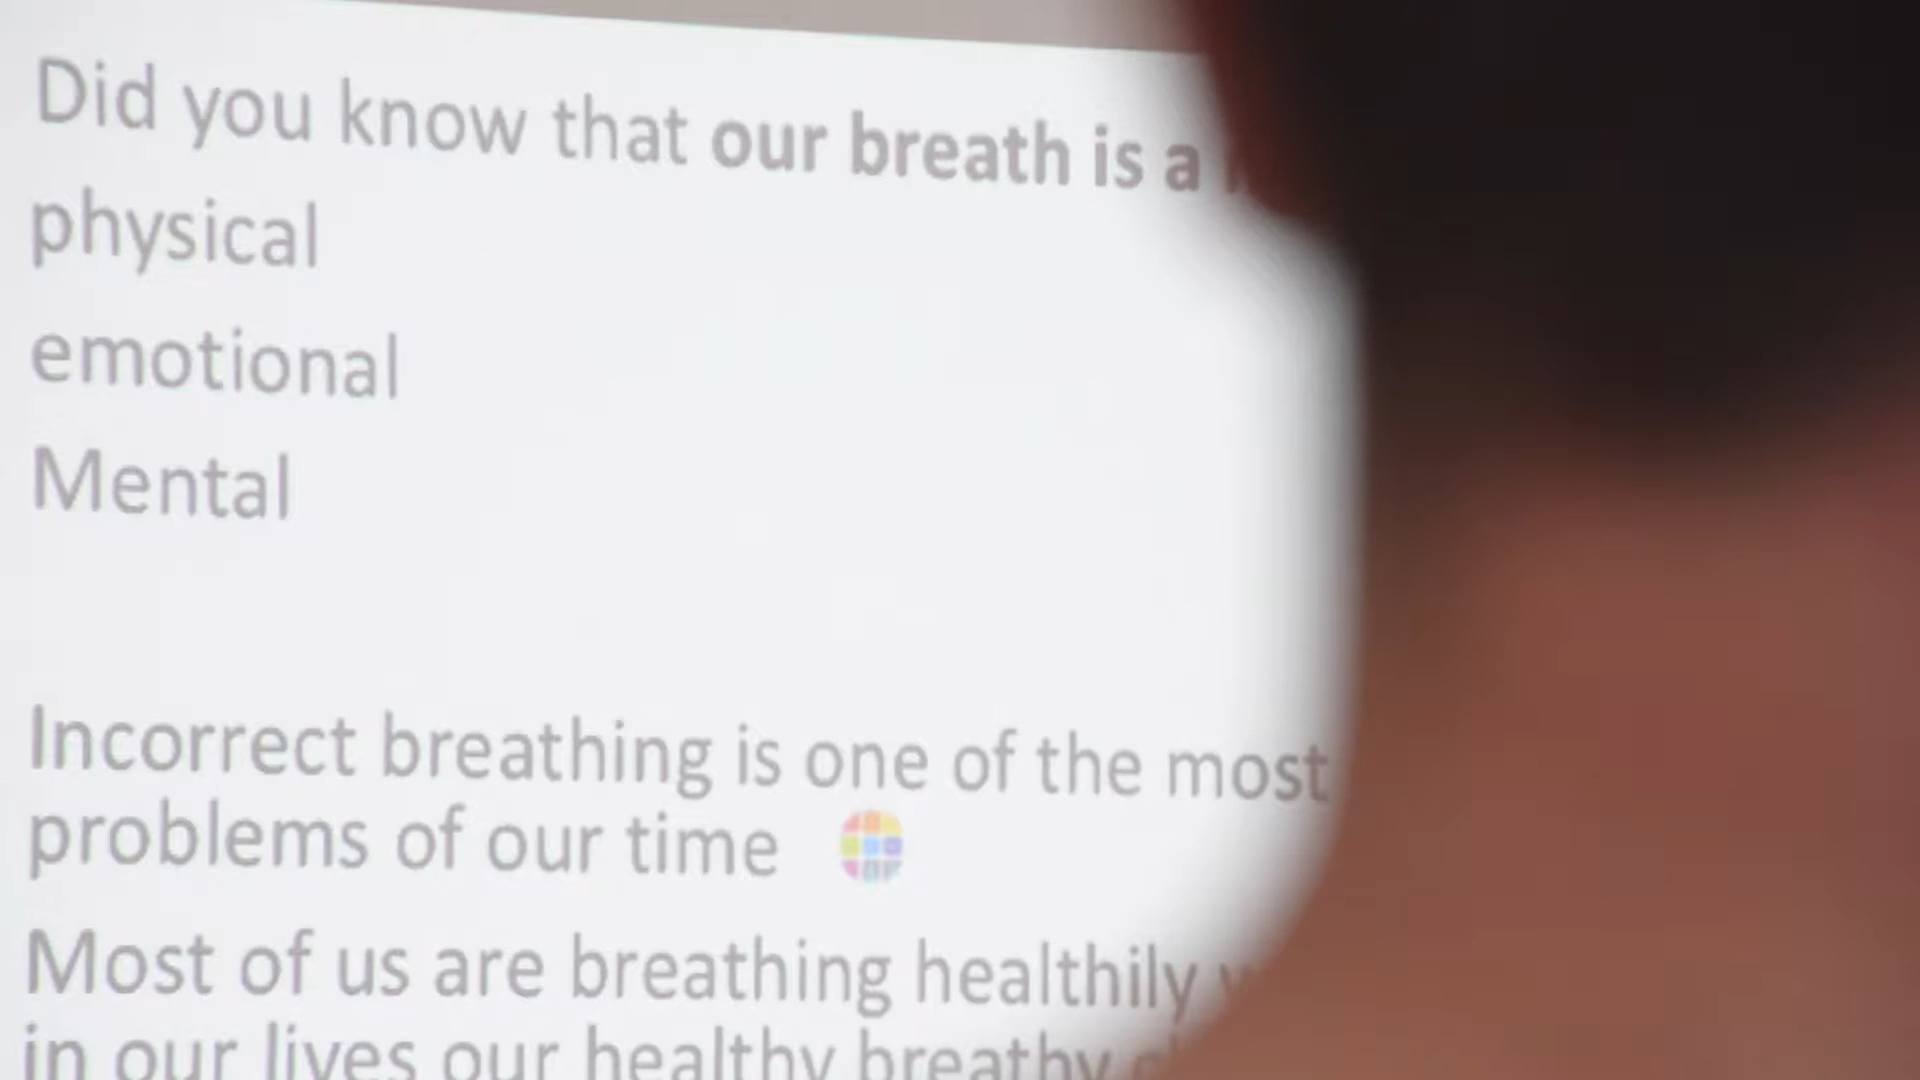 Did you know that our breath is a
physical
emotional
Mental
Incorrect breathing is one of the most
problems of our time
Most of us are breathing healthily
in our lives our healthy breathy